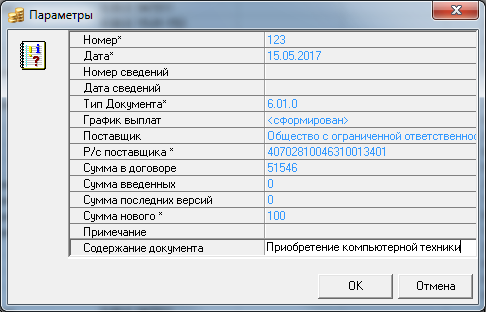 Параметры
Номер* 123
Дата* 15.05.2017
Номер сведений
Дата сведений
Тип Документа* 6.01.0
График выплат <сформирован>
Поставщик Общество с ограниченной ответственнос
Р/с поставщика * 40702810046310013401
Сумма в договоре 51546
Сумма введенных 0
Сумма последних версий 0
Сумма нового * 100
Примечание
Содержание документа Приобретение компьютерной техники
OK Отмена